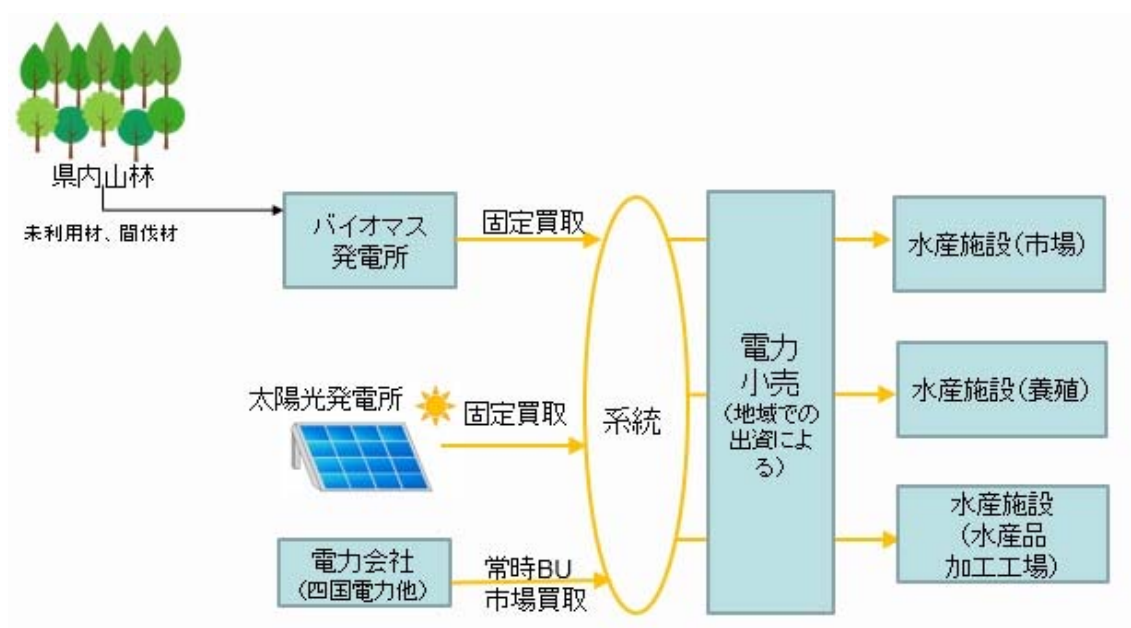 県内山林
未利用材、間伐材
バイオマス
発電所
固定買取
太陽光発電所
固定買取
電力会社
(四国電力他)
常時BU
市場買取
系統
電力
小売
(地域での
出資によ
る)
水産施設(市場)
水産施設(養殖)
水産施設
(水産品
加工工場)